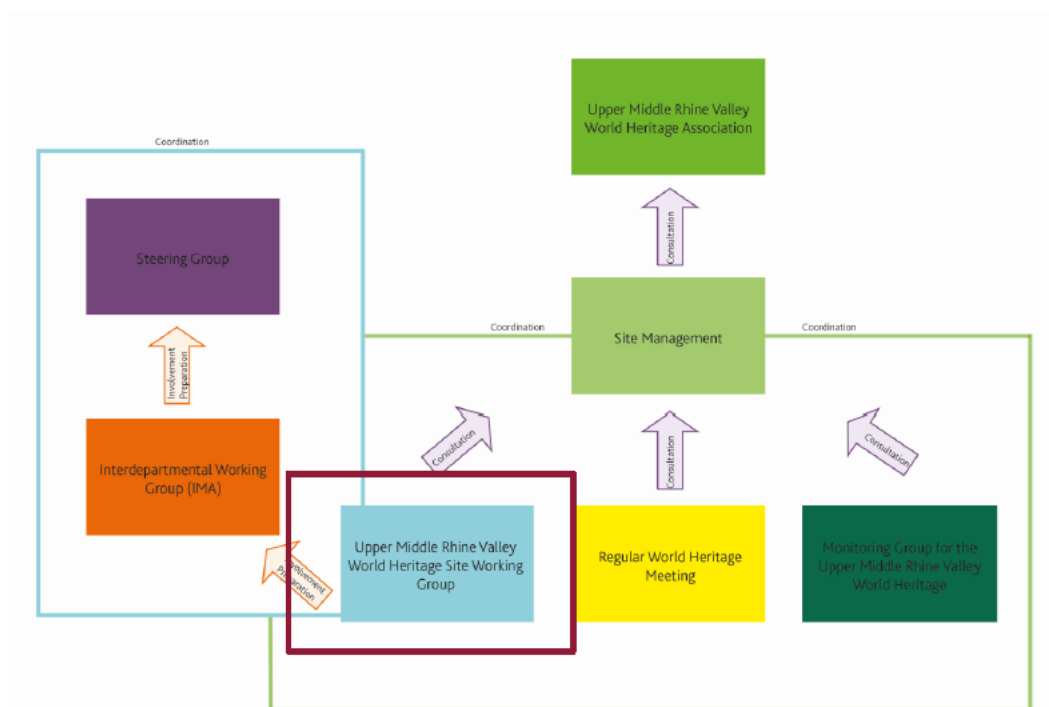 Upper Middle Rhine Valley
World Heritage Association
Coordination
Consultation
Steering Group
Coordination
Site Management
Coordination
Involvement
Preparation
Consultation
Consultation
Consultation
Interdepartmental Working
Group (IMA)
Upper Middle Rhine Valley
World Heritage Site Working
Group
Regular World Heritage
Meeting
Monitoring Group for the
Upper Middle Rhine Valley
World Heritage
Involvement
Preparation